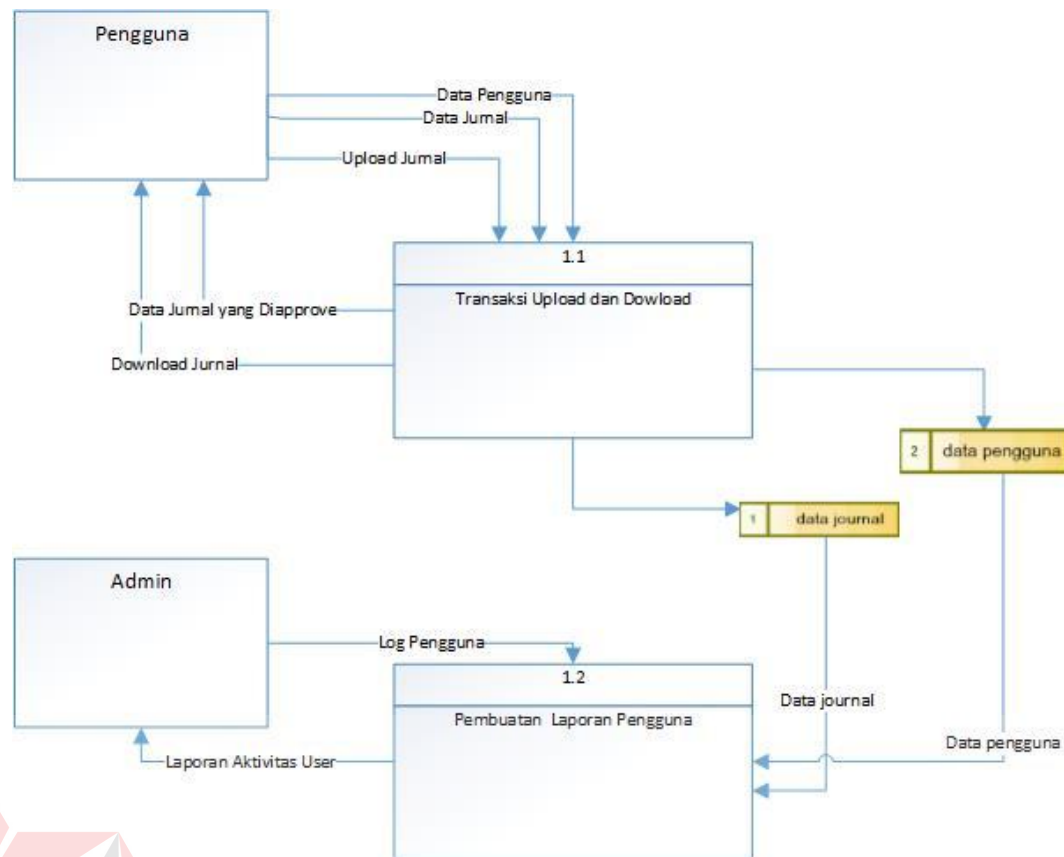 Pengguna
Data Pengguna
Data Jurnal
Upload Jurnal
1.1
Transaksi Upload dan Dowload
Data Jurnal yang Diapprove
Download Jurnal
2 data pengguna
1 data journal
Admin
Log Pengguna
1.2
Pembuatan Laporan Pengguna
Data journal
Data pengguna
Laporan Aktivitas User